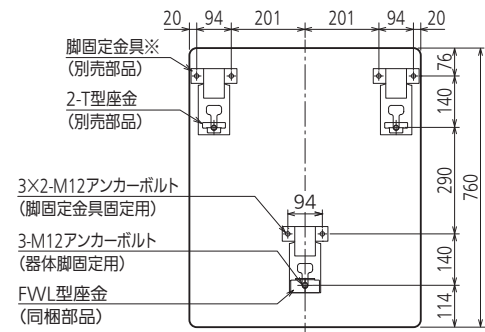 20 94 201 201 94 20
脚固定金具※
(別売部品)
2-T型座金
(別売部品)
3×2-M12アンカーボルト
(脚固定金具固定用)
3-M12アンカーボルト
(器体脚固定用)
FWL型座金
(同梱部品)
94
76
140
290
140
114
760